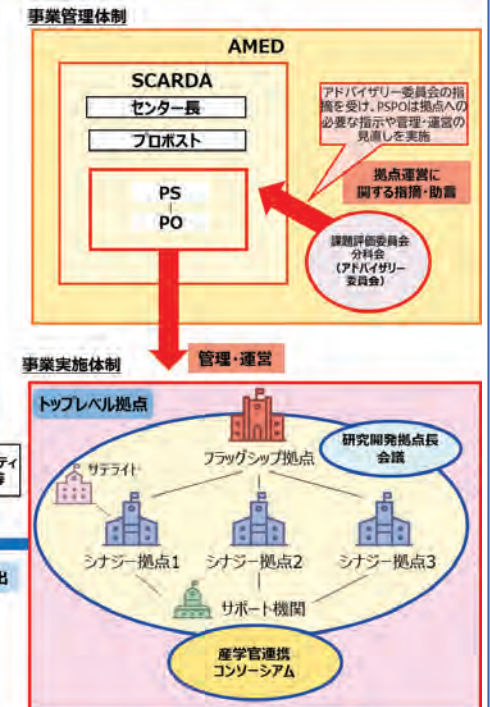 事業管理体制
AMED
SCARDA
センター長
プロボスト
PS
PO
アドバイザリー委員会の指
摘を受け、PSPOは拠点への
必要な指示や管理・運営の
見直しを実施
拠点運営に
関する指摘・助言
課題評価委員会
分科会
(アドバイザリー
委員会)
管理・運営
事業実施体制
トップレベル拠点
フラッグシップ拠点
研究開発拠点長
会議
サテライト
シナジー拠点1
シナジー拠点2
シナジー拠点3
サポート機関
産学官連携
コンソーシアム
ティ
出